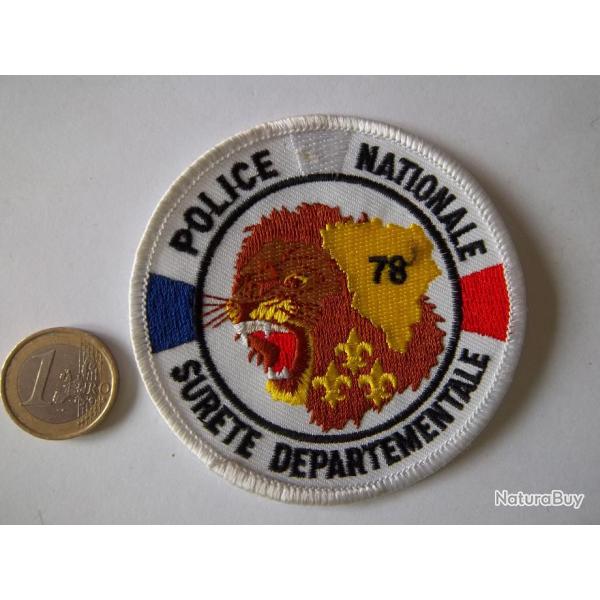 POLICE NATIONALE
78
SURETE DEPARTEMENTALE
1 EURO
NaturaBuy